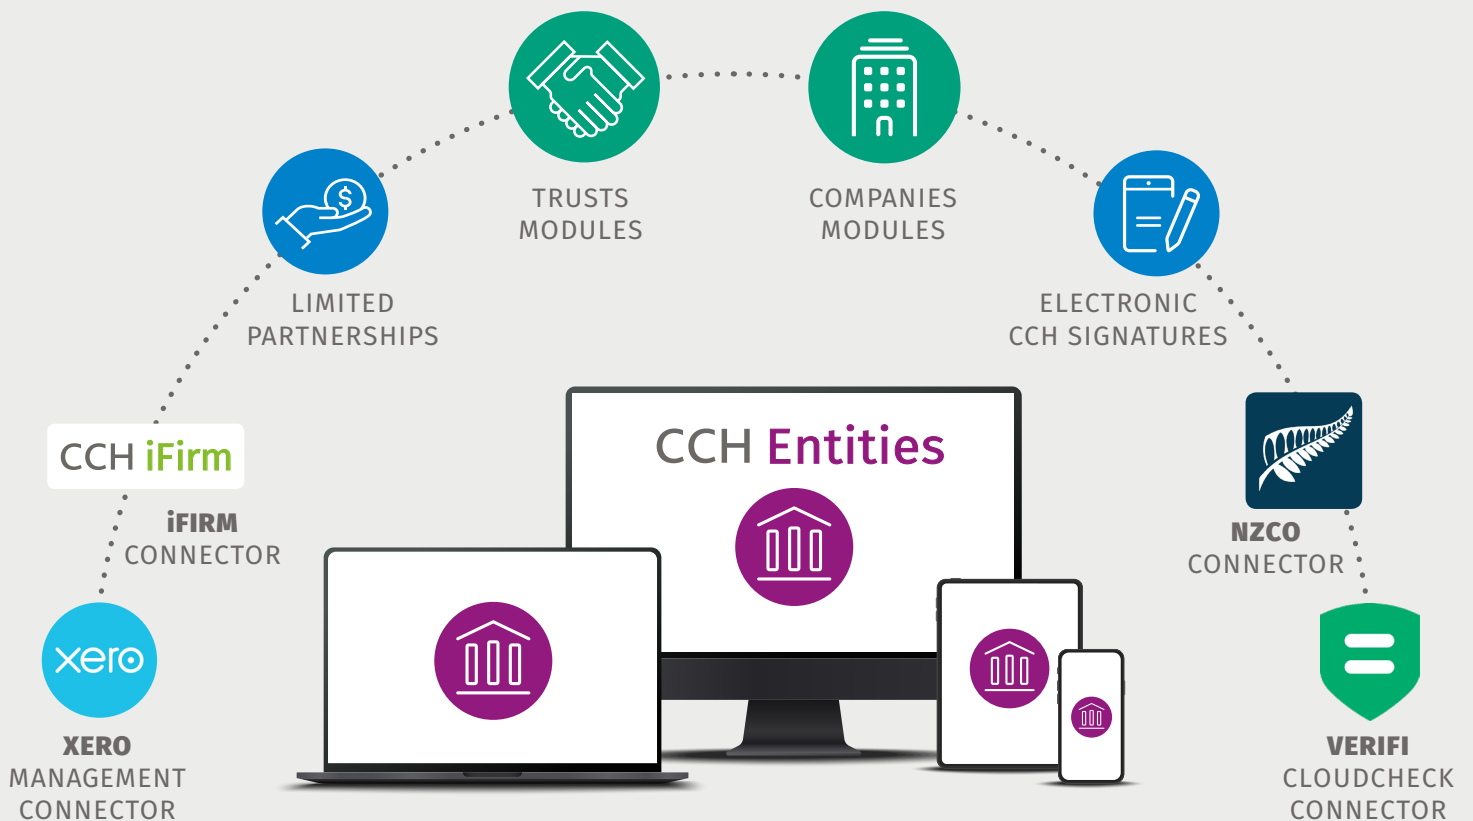 TRUSTS
MODULES
COMPANIES
MODULES
LIMITED
PARTNERSHIPS
ELECTRONIC
CCH SIGNATURES
CCH iFirm
iFIRM
CONNECTOR
CCH Entities
NZCO
CONNECTOR
xero
XERO
MANAGEMENT
CONNECTOR
VERIFI
CLOUDCHECK
CONNECTOR
$